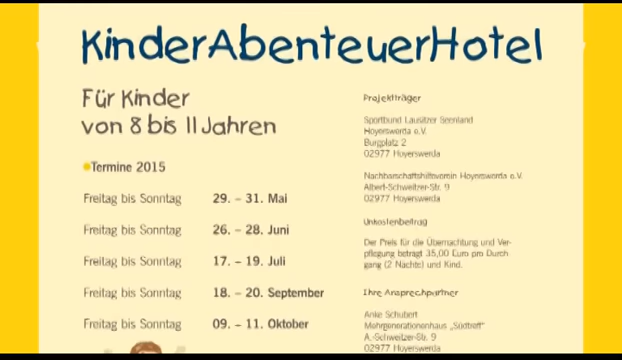 KinderAbenteuerHotel
Für Kinder
von 8 bis 11 Jahren
Termine 2015
Freitag bis Sonntag 29. – 31. Mai
Freitag bis Sonntag 26. – 28. Juni
Freitag bis Sonntag 17. – 19. Juli
Freitag bis Sonntag 18. – 20. September
Freitag bis Sonntag 09. – 11. Oktober
Projektträger
Sportbund Lausitzer Seenland
Hoyerswerda e.V.
Burgplatz 2
02977 Hoyerswerda
Nachbarschaftshilfeverein Hoyerswerda e.V.
Albert-Schweitzer-Str. 9
02977 Hoyerswerda
Unkostenbeitrag
Der Preis für die Übernachtung und Ver-
pflegung beträgt 35,00 Euro pro Durch
gang (2 Nächte) und Kind.
Ihre Ansprechpartner
Anke Schubert
Mehrgenerationenhaus „Südtreff"
A.-Schweitzer-Str. 9
02977 Hoyerswerda